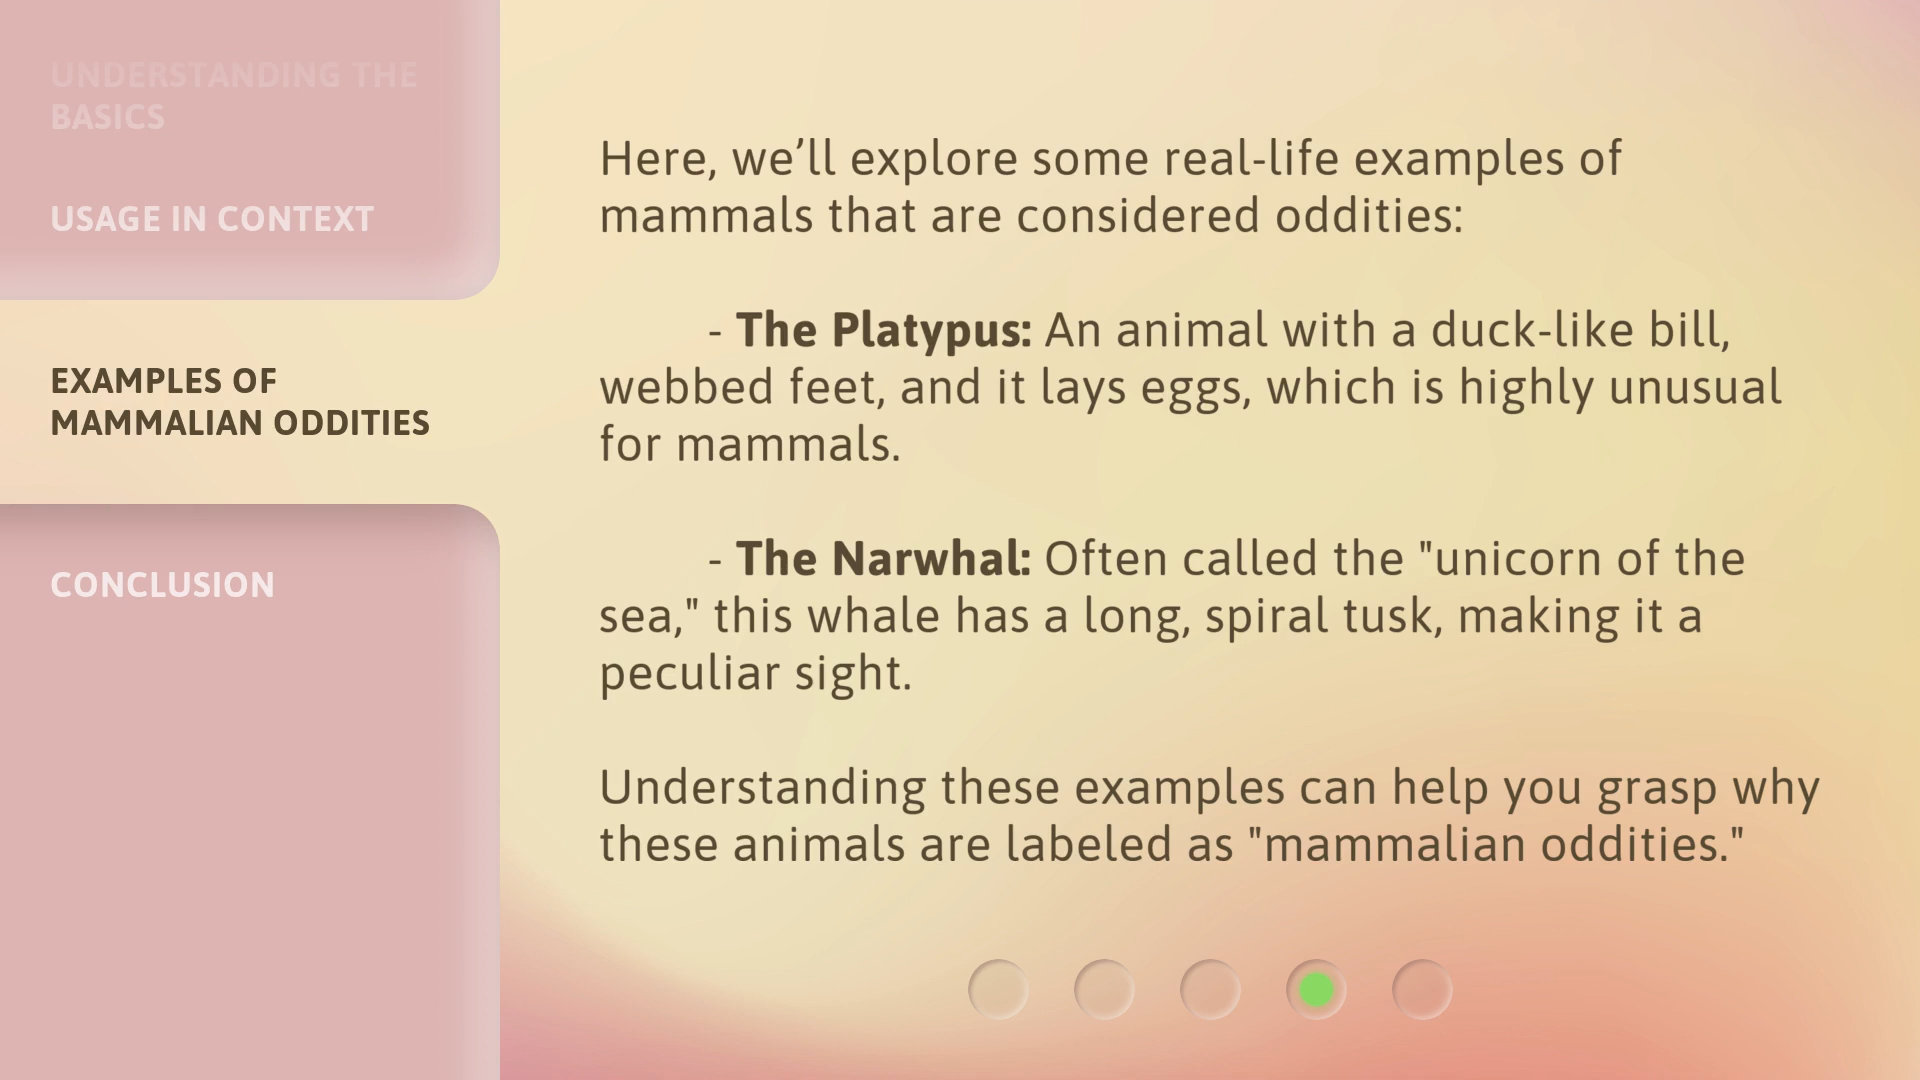 UNDERSTANDING THE
BASICS
USAGE IN CONTEXT
EXAMPLES OF
MAMMALIAN ODDITIES
CONCLUSION
Here, we’ll explore some real-life examples of
mammals that are considered oddities:
- The Platypus: An animal with a duck-like bill,
webbed feet, and it lays eggs, which is highly unusual
for mammals.
- The Narwhal: Often called the "unicorn of the
sea," this whale has a long, spiral tusk, making it a
peculiar sight.
Understanding these examples can help you grasp why
these animals are labeled as "mammalian oddities."